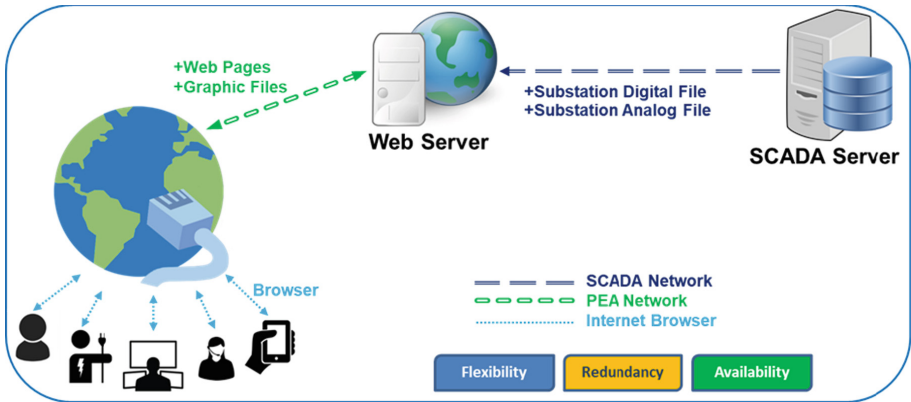 +Web Pages
+Graphic Files
Web Server
+Substation Digital File
+Substation Analog File
SCADA Server
Browser
SCADA Network
PEA Network
Internet Browser
Flexibility
Redundancy
Availability